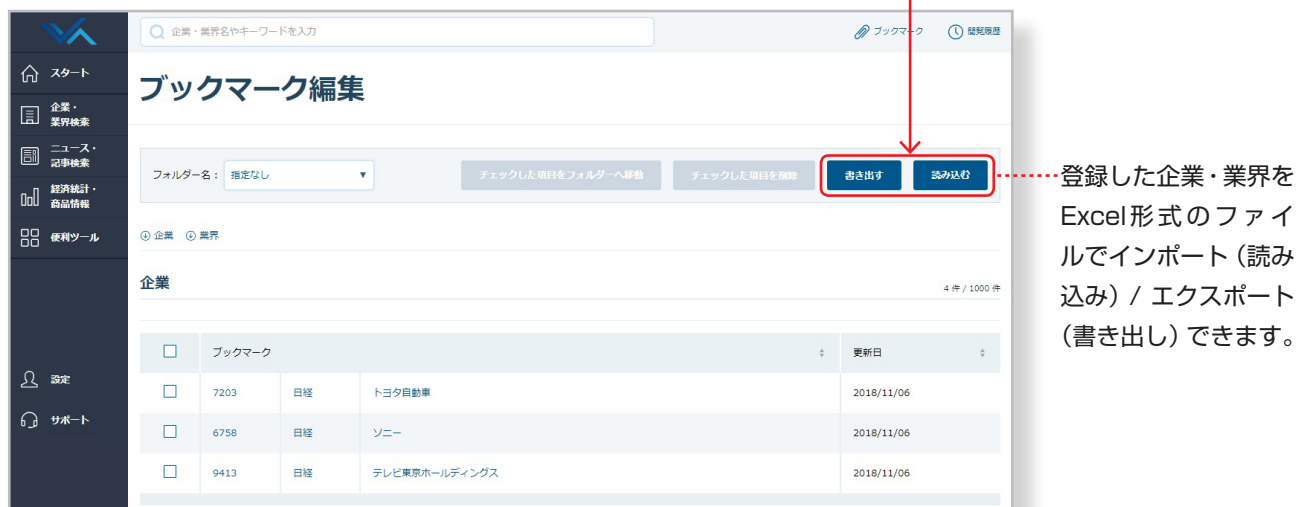 企業・業界名やキーワードを入力
ブックマーク
閲覧履歴
スタート
企業・
業界検索
ニュース・
記事検索
経済統計・
商品情報
便利ツール
設定
サポート
ブックマーク編集
フォルダー名： 指定なし
チェックした項目をフォルダーへ移動
チェックした項目を削除
書き出す
読み込む
企業 業界
企業
4 件 / 1000 件
ブックマーク 更新日
7203 日経 トヨタ自動車 2018/11/06
6758 日経 ソニー 2018/11/06
9413 日経 テレビ東京ホールディングス 2018/11/06
登録した企業・業界を
Excel形式のファイ
ルでインポート（読み
込み）/ エクスポート
（書き出し）できます。